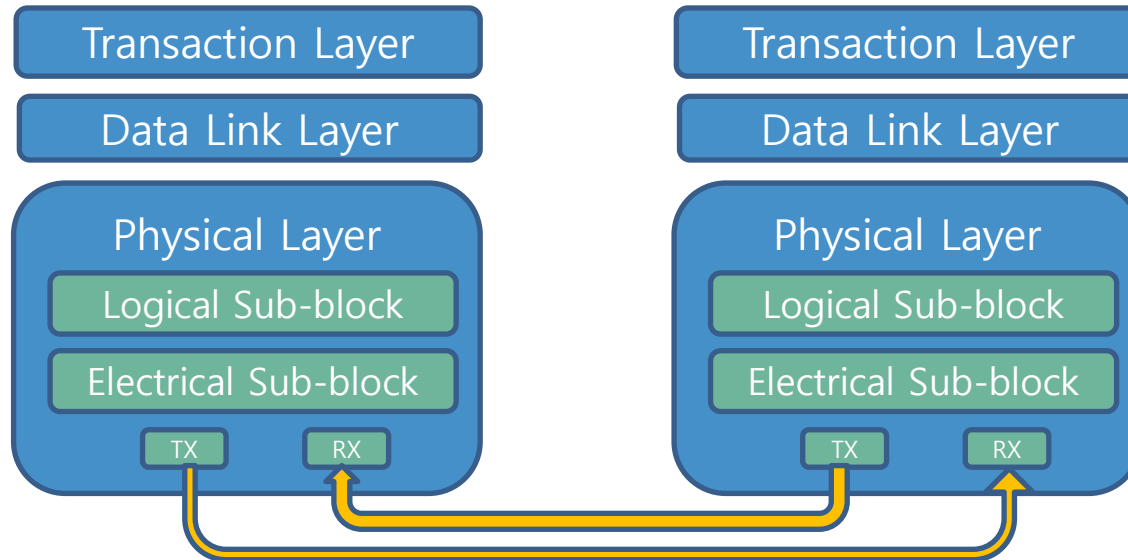 Transaction Layer
Data Link Layer
Physical Layer
Logical Sub-block
Electrical Sub-block
TX
RX
Transaction Layer
Data Link Layer
Physical Layer
Logical Sub-block
Electrical Sub-block
TX
RX